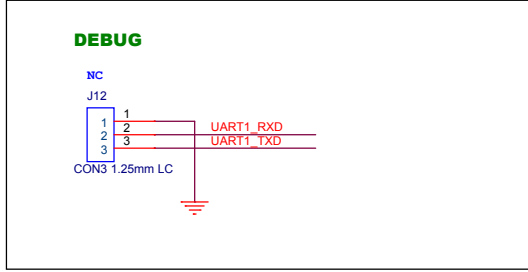 DEBUG
NC
J12
1
1
2
2
UART1_RXD
3
3
UART1_TXD
CON3 1.25mm LC